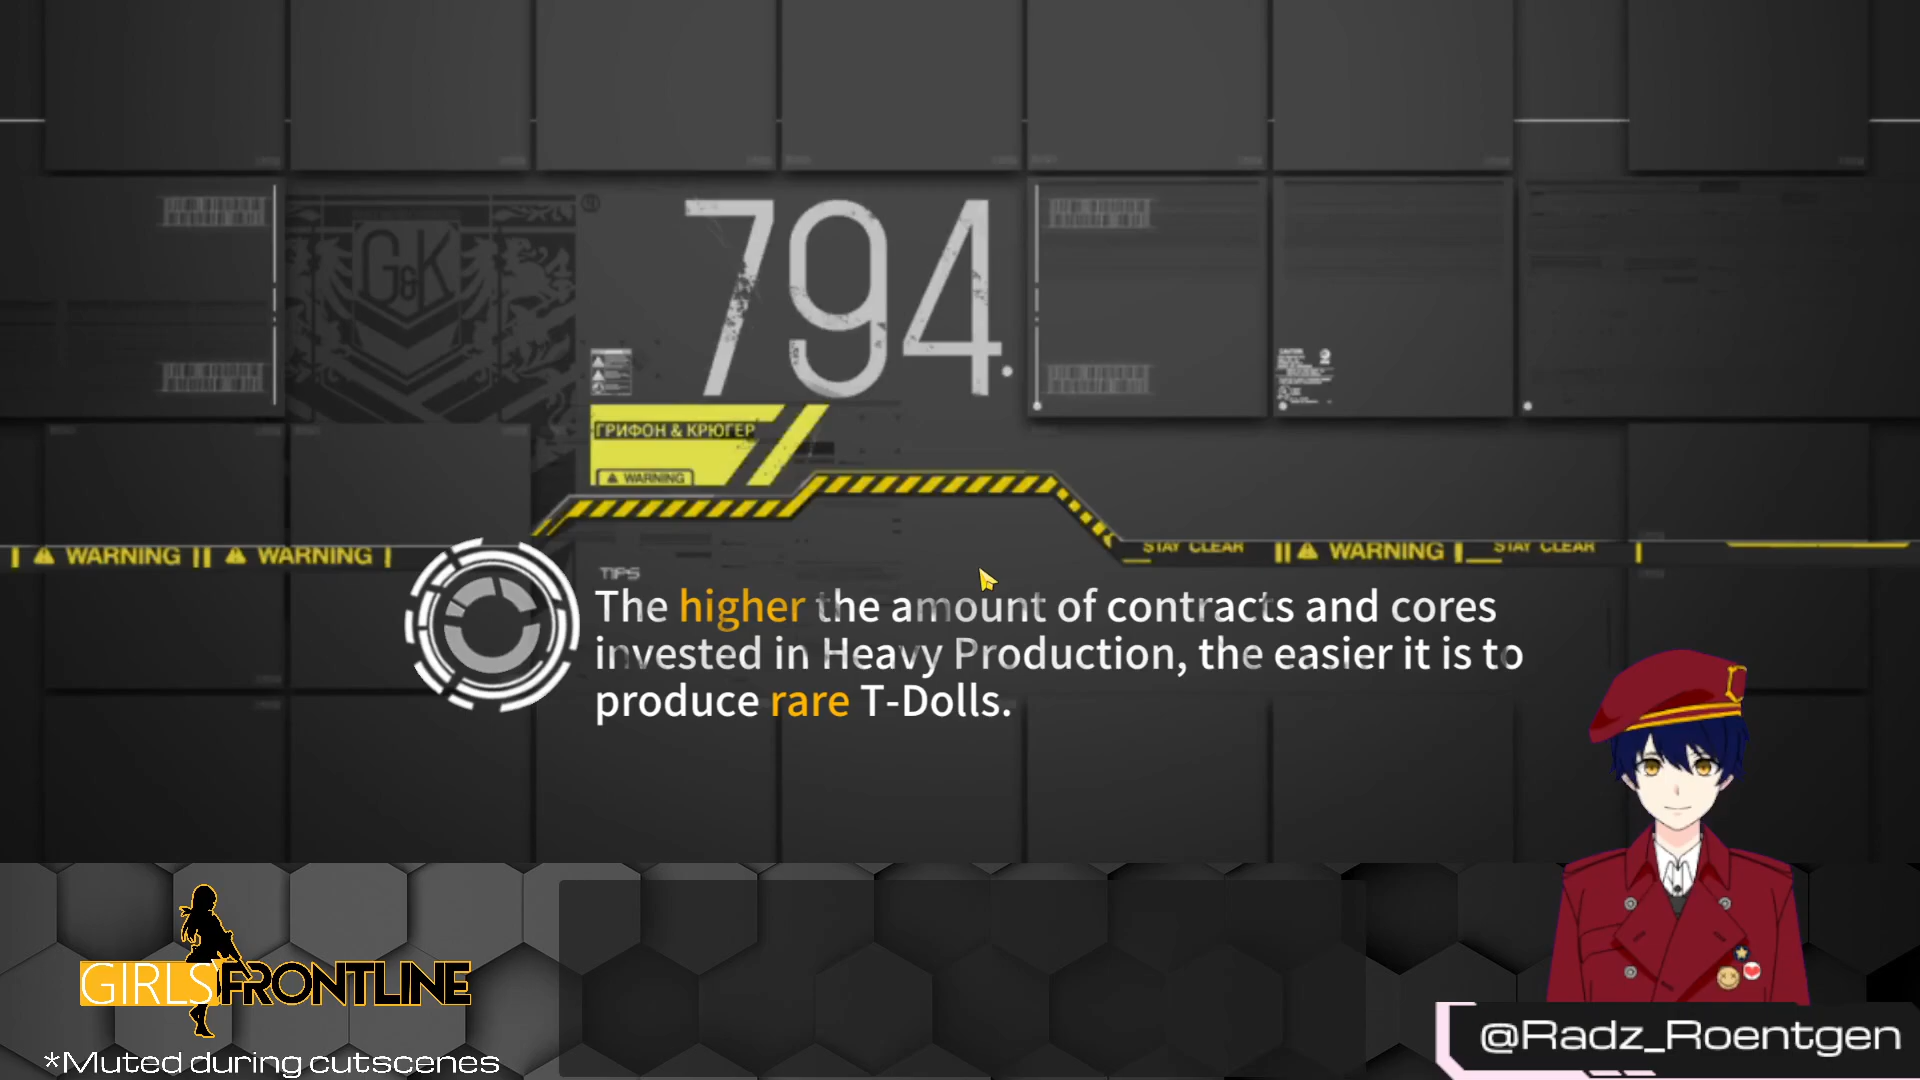 G&K
794.
ГРИФОН & КРЮГЕР
WARNING
WARNING
WARNING
STAY CLEAR
WARNING
STAY CLEAR
TIPS
The higher the amount of contracts and cores
invested in Heavy Production, the easier it is to
produce rare T-Dolls.
GIRLS'FRONTLINE
*Muted during cutscenes
@Radz_Roentgen